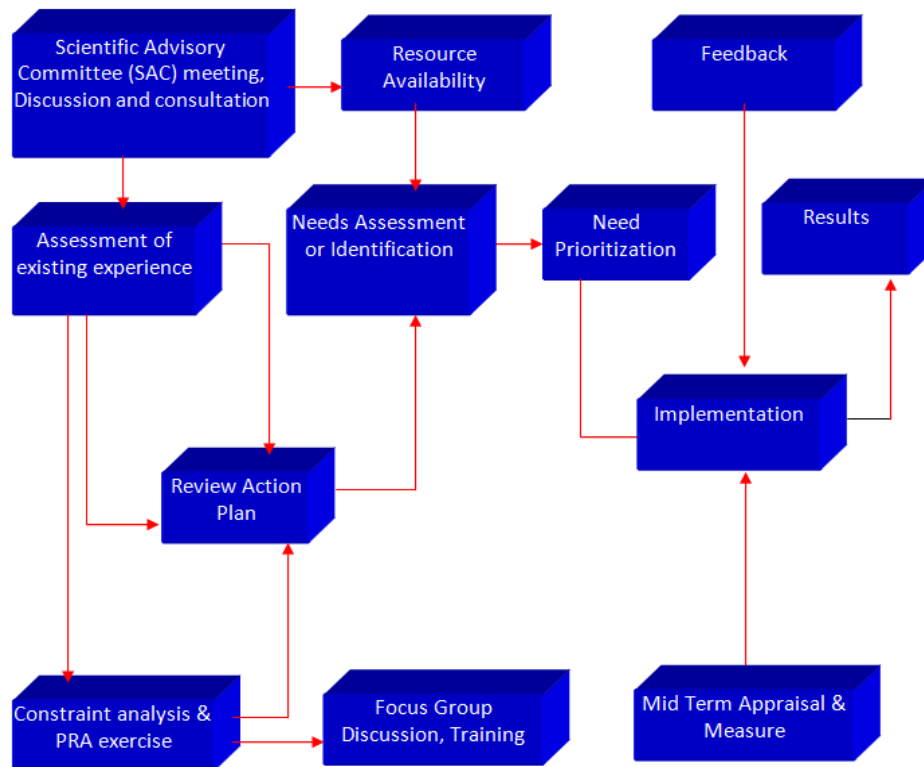 Scientific Advisory
Committee (SAC) meeting,
Discussion and consultation
Resource
Availability
Feedback
Assessment of
existing experience
Needs Assessment
or Identification
Need
Prioritization
Results
Implementation
Review Action
Plan
Constraint analysis &
PRA exercise
Focus Group
Discussion, Training
Mid Term Appraisal &
Measure